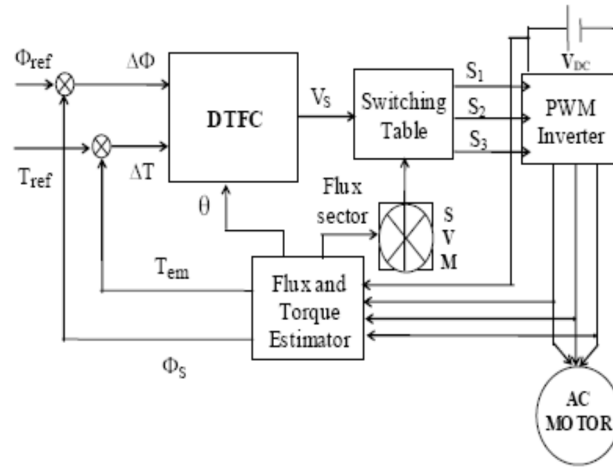 Φref
ΔΦ
DTFC
VS
Switching
Table
S1
S2
S3
VDC
PWM
Inverter
Tref
ΔT
θ
Flux
sector
S
V
M
Tem
Flux and
Torque
Estimator
ΦS
AC
MOTOR